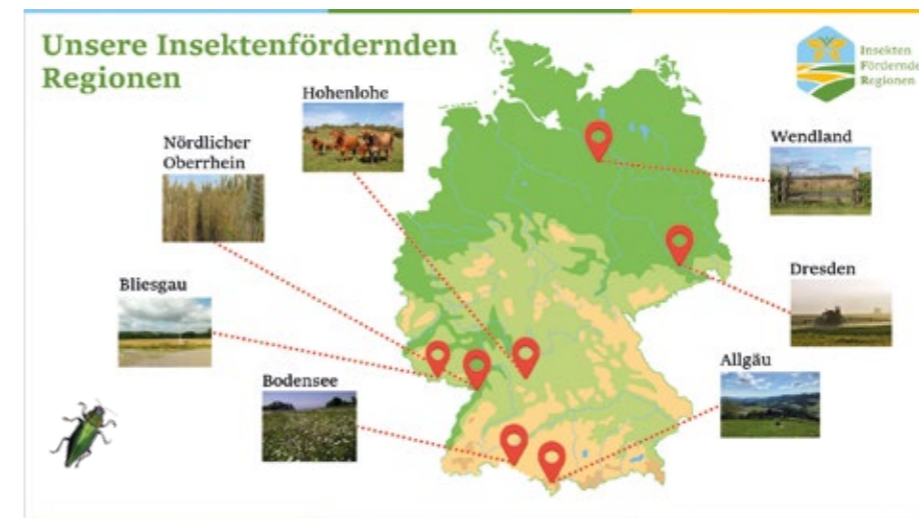 Unsere Insektenfördernden
Regionen
Insekten
Fördernde
Regionen
Hohenlohe
Nördlicher
Oberrhein
Wendland
Bliesgau
Dresden
Bodensee
Allgäu